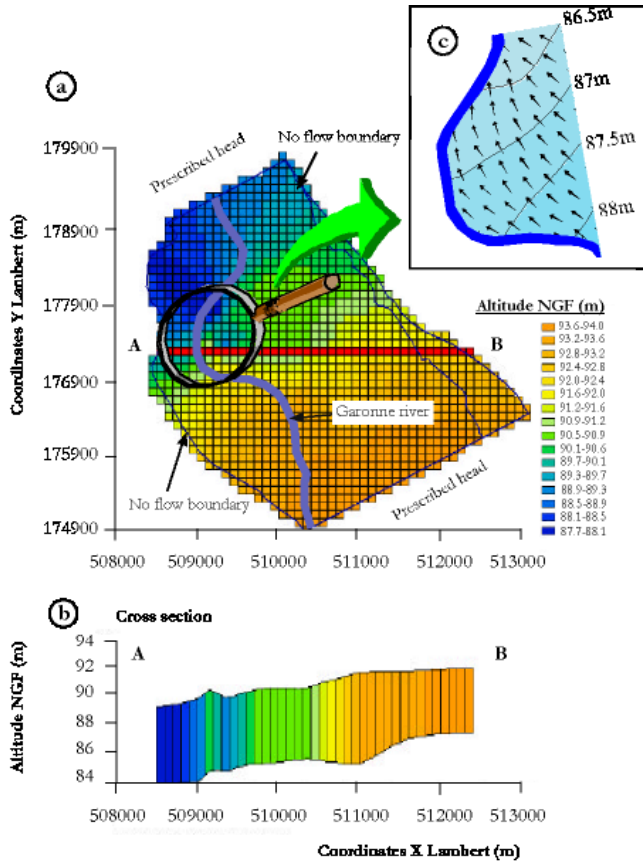 c
86.5m
87m
87.5m
88m
a
No flow boundary
Prescribed head
179900
178900
177900
176900
175900
174900
Coordinates Y Lambert (m)
A
B
Garonne river
No flow boundary
Prescribed head
508000 509000 510000 511000 512000 513000
Altitude NGF (m)
93.6-94.0
93.2-93.6
92.8-93.2
92.4-92.8
92.0-92.4
91.6-92.0
91.2-91.6
90.9-91.2
90.5-90.9
90.1-90.6
89.7-90.1
89.3-89.7
88.9-89.3
88.5-88.9
88.1-88.5
87.7-88.1
b
Cross section
A
B
94
92
90
88
86
84
Altitude NGF (m)
508000 509000 510000 511000 512000 513000
Coordinates X Lambert (m)